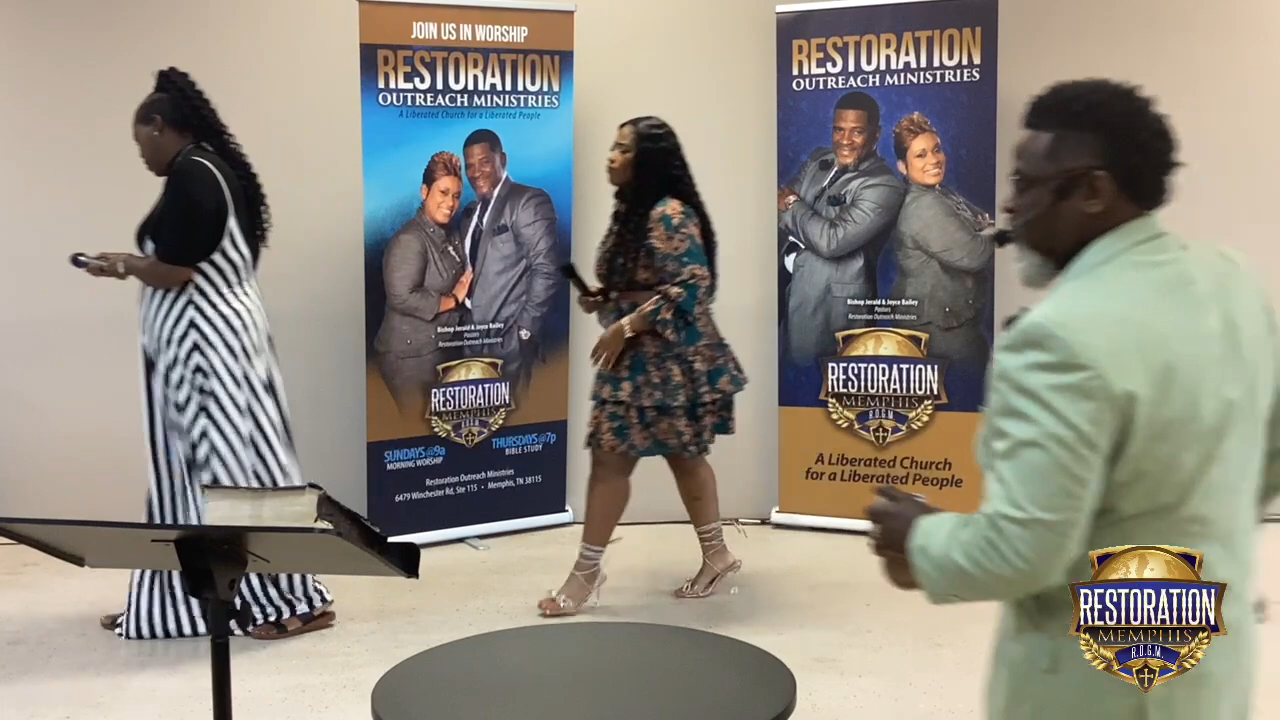 JOIN US IN WORSHIP
RESTORATION
OUTREACH MINISTRIES
A Liberated Church for a Liberated People
Bishop Jerald & Joyce Bailey
Pastors
Restoration Outreach Ministries
RESTORATION
MEMPHIS
R.O.G.M.
SUNDAYS@9a
MORNING WORSHIP
THURSDAYS@7p
BIBLE STUDY
Restoration Outreach Ministries
6479 Winchester Rd, Ste 115 • Memphis, TN 38115
RESTORATION
OUTREACH MINISTRIES
Bishop Jerald & Joyce Bailey
Pastors
Restoration Outreach Ministries
RESTORATION
MEMPHIS
R.O.G.M.
A Liberated Church
for a Liberated People
RESTORATION
MEMPHIS
R.O.G.M.